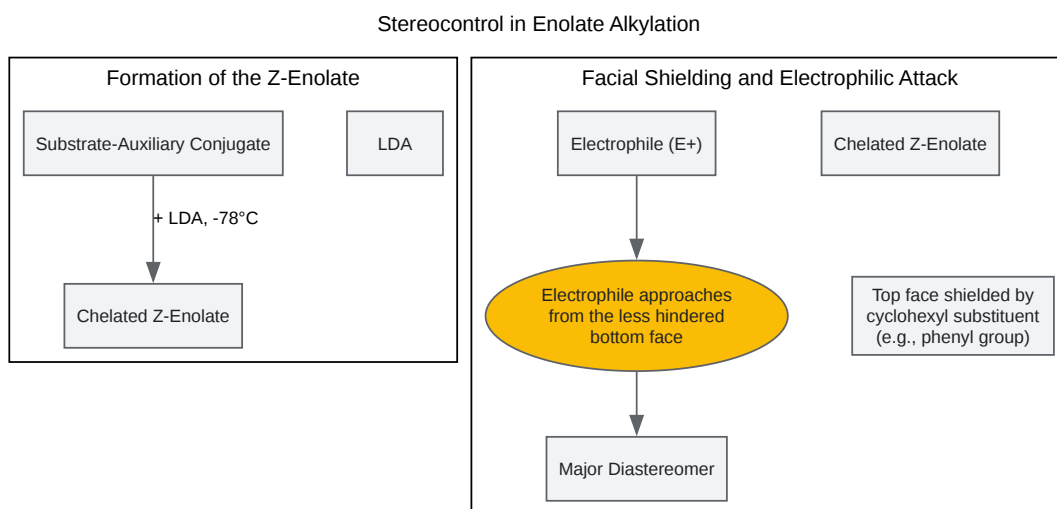 Stereocontrol in Enolate Alkylation
Formation of the Z-Enolate
Substrate-Auxiliary Conjugate
LDA
+ LDA, -78°C
Chelated Z-Enolate
Facial Shielding and Electrophilic Attack
Electrophile (E+)
Chelated Z-Enolate
Electrophile approaches
from the less hindered
bottom face
Top face shielded by
cyclohexyl substituent
(e.g., phenyl group)
Major Diastereomer